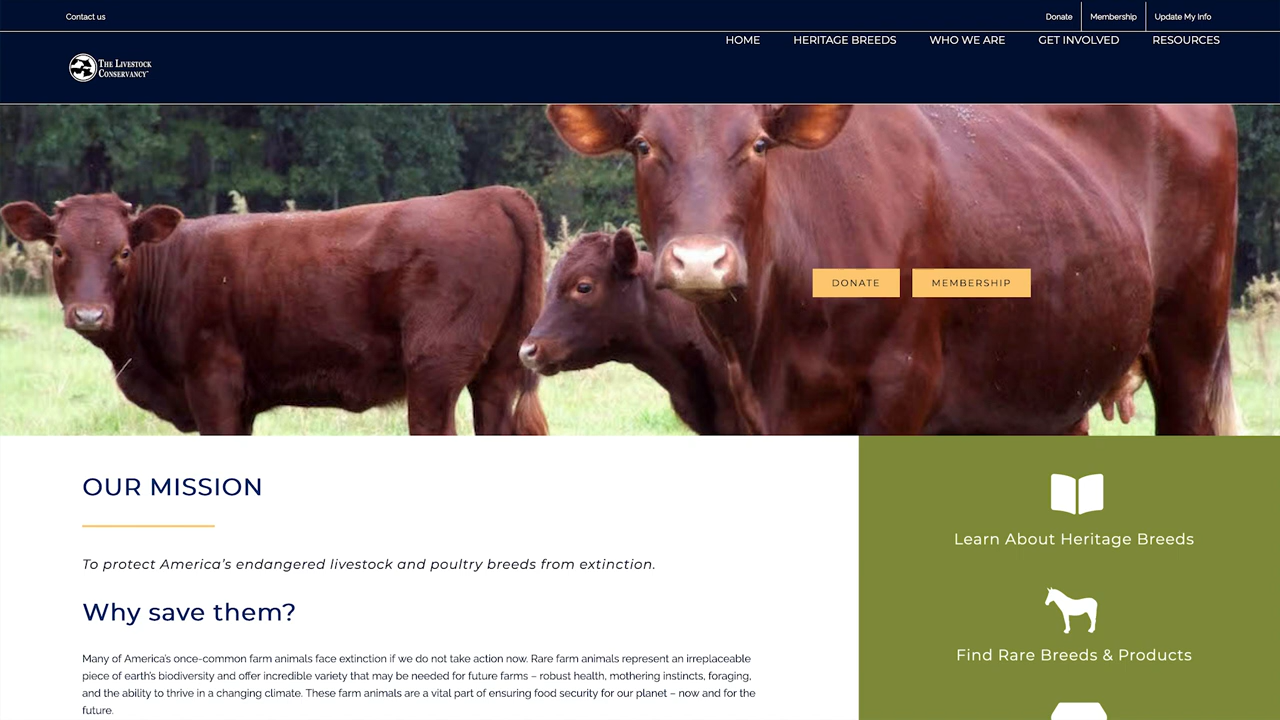 Contact us
Donate
Membership
Update My Info
THE LIVESTOCK
CONSERVANCY
HOME
HERITAGE BREEDS
WHO WE ARE
GET INVOLVED
RESOURCES
DONATE
MEMBERSHIP
OUR MISSION
To protect America's endangered livestock and poultry breeds from extinction.
Why save them?
Many of America's once-common farm animals face extinction if we do not take action now. Rare farm animals represent an irreplaceable
piece of earth's biodiversity and offer incredible variety that may be needed for future farms – robust health, mothering instincts, foraging,
and the ability to thrive in a changing climate. These farm animals are a vital part of ensuring food security for our planet – now and for the
future.
Learn About Heritage Breeds
Find Rare Breeds & Products